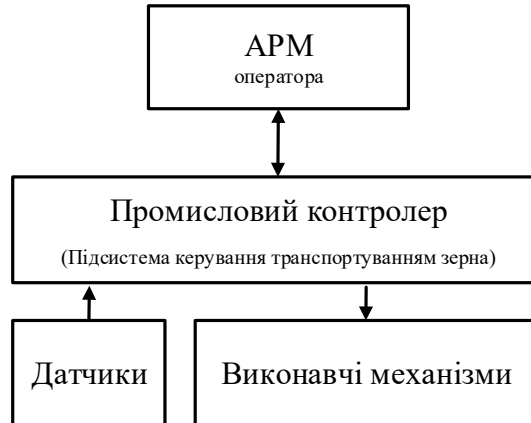 АРМ
оператора
Промисловий контролер
(Підсистема керування транспортуванням зерна)
Датчики
Виконавчі механізми